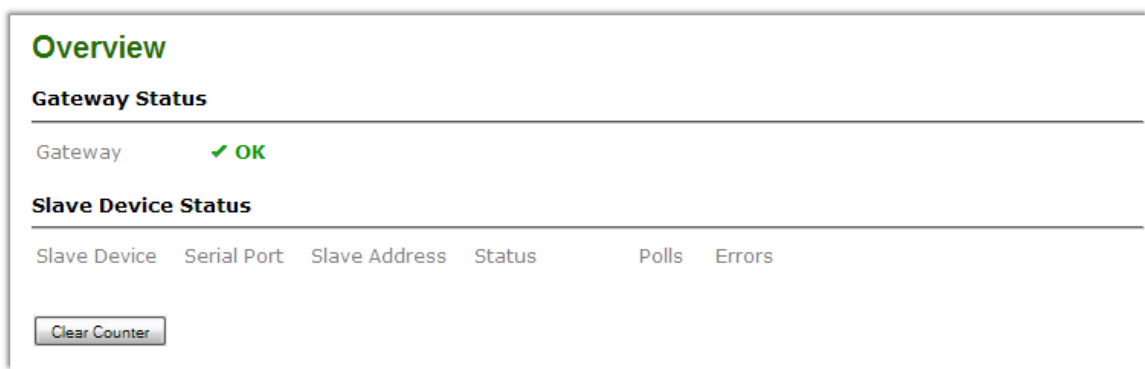 Overview
Gateway Status
Gateway ✔ OK
Slave Device Status
Slave Device Serial Port Slave Address Status Polls Errors
Clear Counter